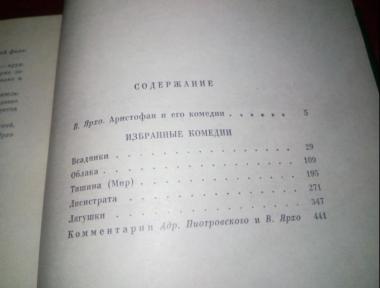 СОДЕРЖАНИЕ
В. Ярхо. Аристофан и его комедии . . . . . . 5
ИЗБРАННЫЕ КОМЕДИИ
Всадники . . . . . . . . . . . . 29
Облака . . . . . . . . . . . . 109
Тишина (Мир) . . . . . . . . . . 195
Лисистрата . . . . . . . . . . . 271
Лягушки . . . . . . . . . . . . 347
Комментарии Адр. Пиотровского и В. Ярхо 441